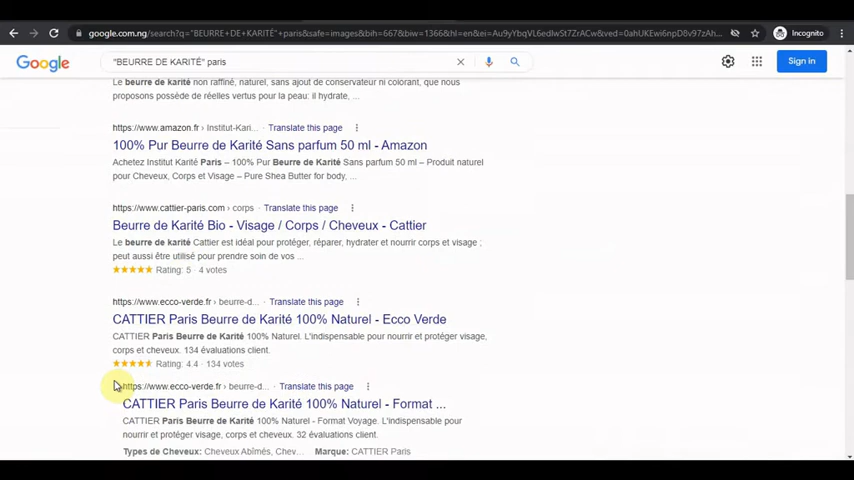 google.com.ng/search?q="BEURRE+DE+KARITÉ"+paris&safe=images&bih=667&biw=1366&hl=en&ei=Au9yYbqVL6edlwSt7ZrACw&ved=0ahUKEwi6npD8v97zAh...
Incognito
Google
"BEURRE DE KARITÉ" paris
Sign in
Le beurre de karité non raffiné, naturel, sans ajout de conservateur ni colorant, que nous
proposons possède de réelles vertus pour la peau: il hydrate, ...
https://www.amazon.fr › Institut-Kari... Translate this page
100% Pur Beurre de Karité Sans parfum 50 ml - Amazon
Achetez Institut Karité Paris – 100% Pur Beurre de Karité Sans parfum 50 ml – Produit naturel
pour Cheveux, Corps et Visage – Pure Shea Butter for body, ...
https://www.cattier-paris.com › corps Translate this page
Beurre de Karité Bio - Visage / Corps / Cheveux - Cattier
Le beurre de karité Cattier est idéal pour protéger, réparer, hydrater et nourrir corps et visage ;
peut aussi être utilisé pour prendre soin de vos ...
Rating: 5 · 4 votes
https://www.ecco-verde.fr › beurre-d... Translate this page
CATTIER Paris Beurre de Karité 100% Naturel - Ecco Verde
CATTIER Paris Beurre de Karité 100% Naturel. L'indispensable pour nourrir et protéger visage,
corps et cheveux. 134 évaluations client.
Rating: 4.4 · 134 votes
https://www.ecco-verde.fr › beurre-d... Translate this page
CATTIER Paris Beurre de Karité 100% Naturel - Format ...
CATTIER Paris Beurre de Karité 100% Naturel - Format Voyage. L'indispensable pour
nourrir et protéger visage, corps et cheveux. 32 évaluations client.
Types de Cheveux: Cheveux Abîmés, Chev... Marque: CATTIER Paris